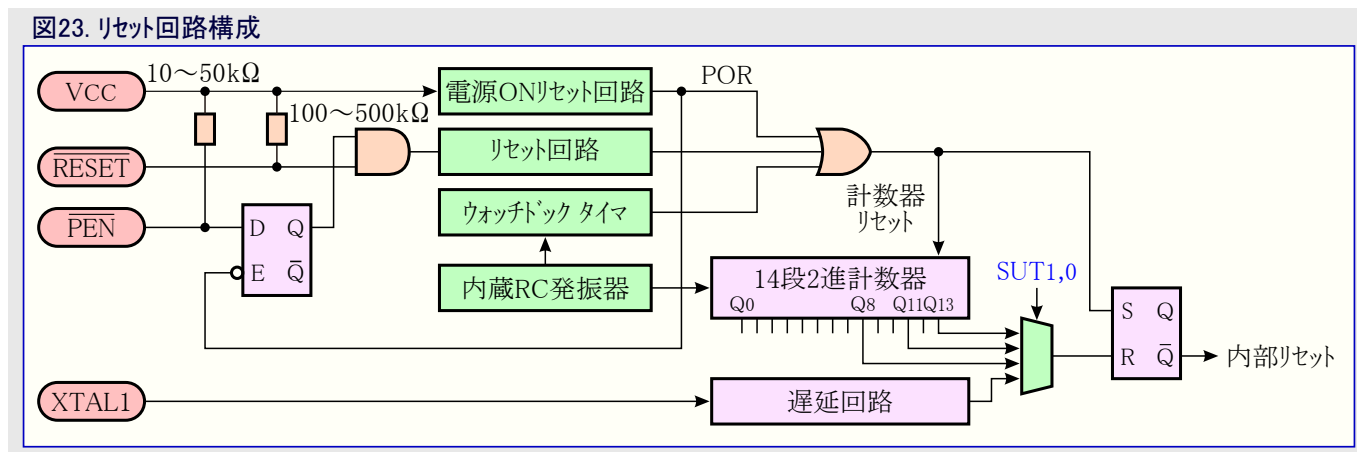 図23. リセット回路構成
VCC
10～50kΩ
電源ONリセット回路
POR
100～500kΩ
RESET
リセット回路
PEN
ウォッチドック タイマ
計数器
リセット
D Q
E Q
内蔵RC発振器
14段2進計数器
Q0 Q8 Q11 Q13
SUT1,0
S Q
R Q
内部リセット
XTAL1
遅延回路